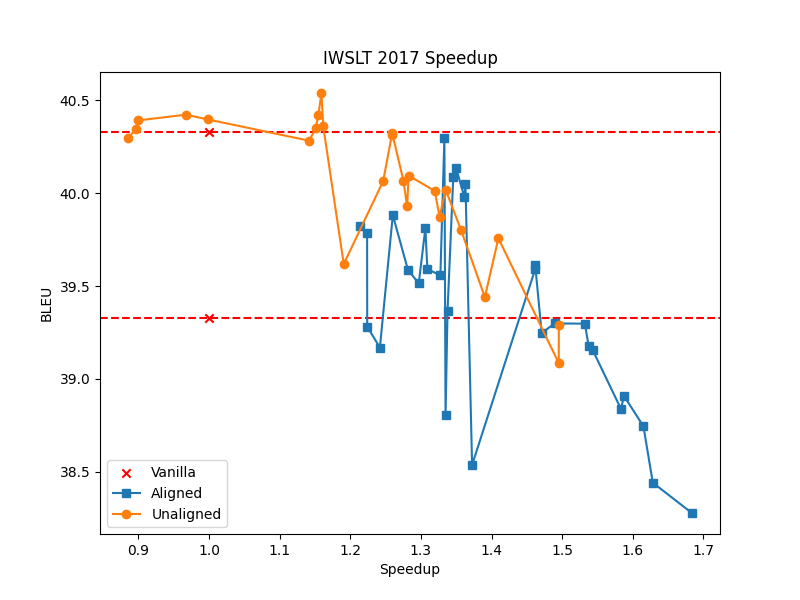 IWSLT 2017 Speedup
BLEU
40.5
40.0
39.5
39.0
38.5
Vanilla
Aligned
Unaligned
0.9 1.0 1.1 1.2 1.3 1.4 1.5 1.6 1.7
Speedup